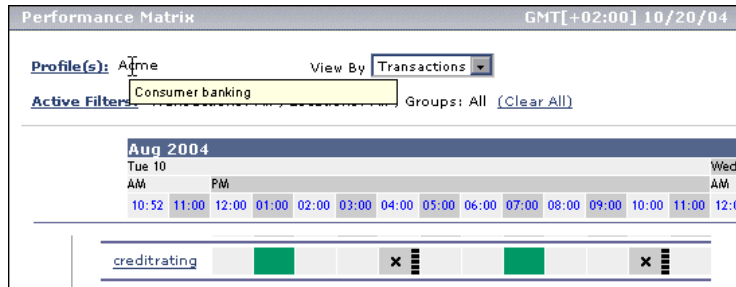 Performance Matrix GMT[+02:00] 10/20/04
Profile(s): Acme View By Transactions
Consumer banking
Active Filters: Groups: All (Clear All)
Aug 2004
Tue 10 Wed
AM PM AM
10:52 11:00 12:00 01:00 02:00 03:00 04:00 05:00 06:00 07:00 08:00 09:00 10:00 11:00
creditrating × ×